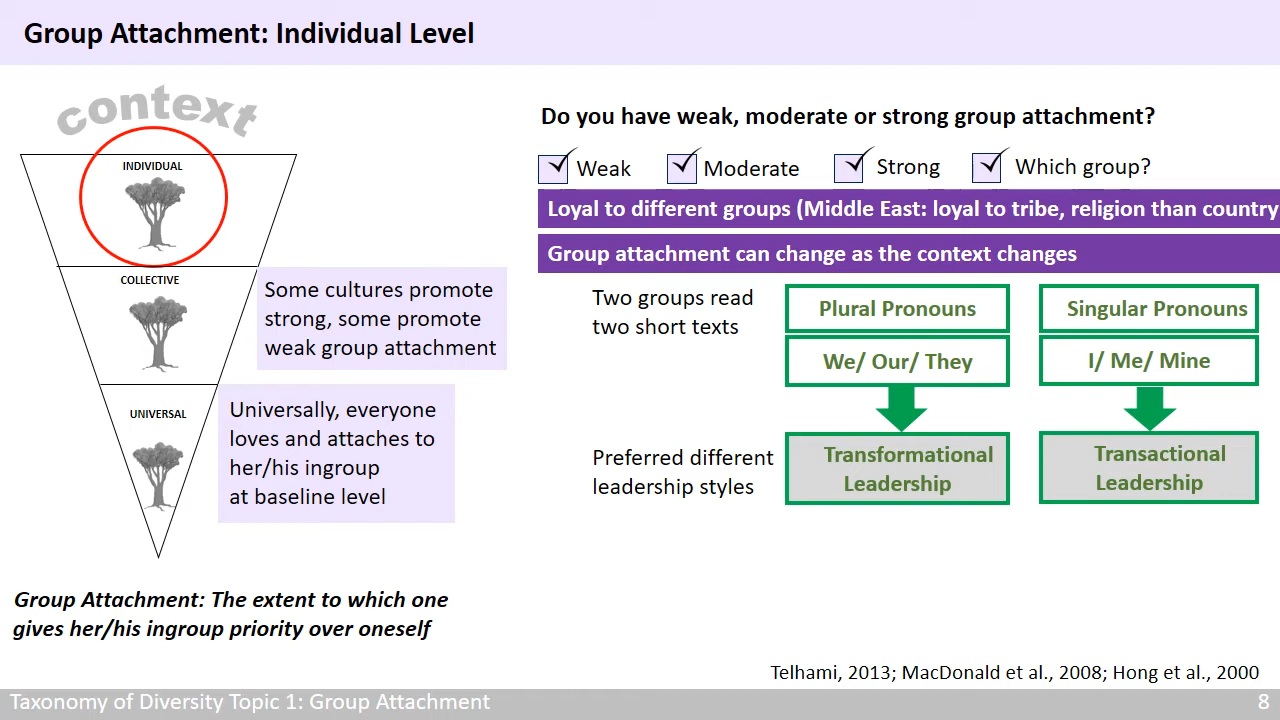 Group Attachment: Individual Level
context
INDIVIDUAL
COLLECTIVE
Some cultures promote
strong, some promote
weak group attachment
UNIVERSAL
Universally, everyone
loves and attaches to
her/his ingroup
at baseline level
Group Attachment: The extent to which one
gives her/his ingroup priority over oneself
Do you have weak, moderate or strong group attachment?
Weak Moderate Strong Which group?
Loyal to different groups (Middle East: loyal to tribe, religion than country
Group attachment can change as the context changes
Two groups read
two short texts
Plural Pronouns
Singular Pronouns
We/ Our/ They
I/ Me/ Mine
Preferred different
leadership styles
Transformational
Leadership
Transactional
Leadership
Telhami, 2013; MacDonald et al., 2008; Hong et al., 2000
Taxonomy of Diversity Topic 1: Group Attachment
8